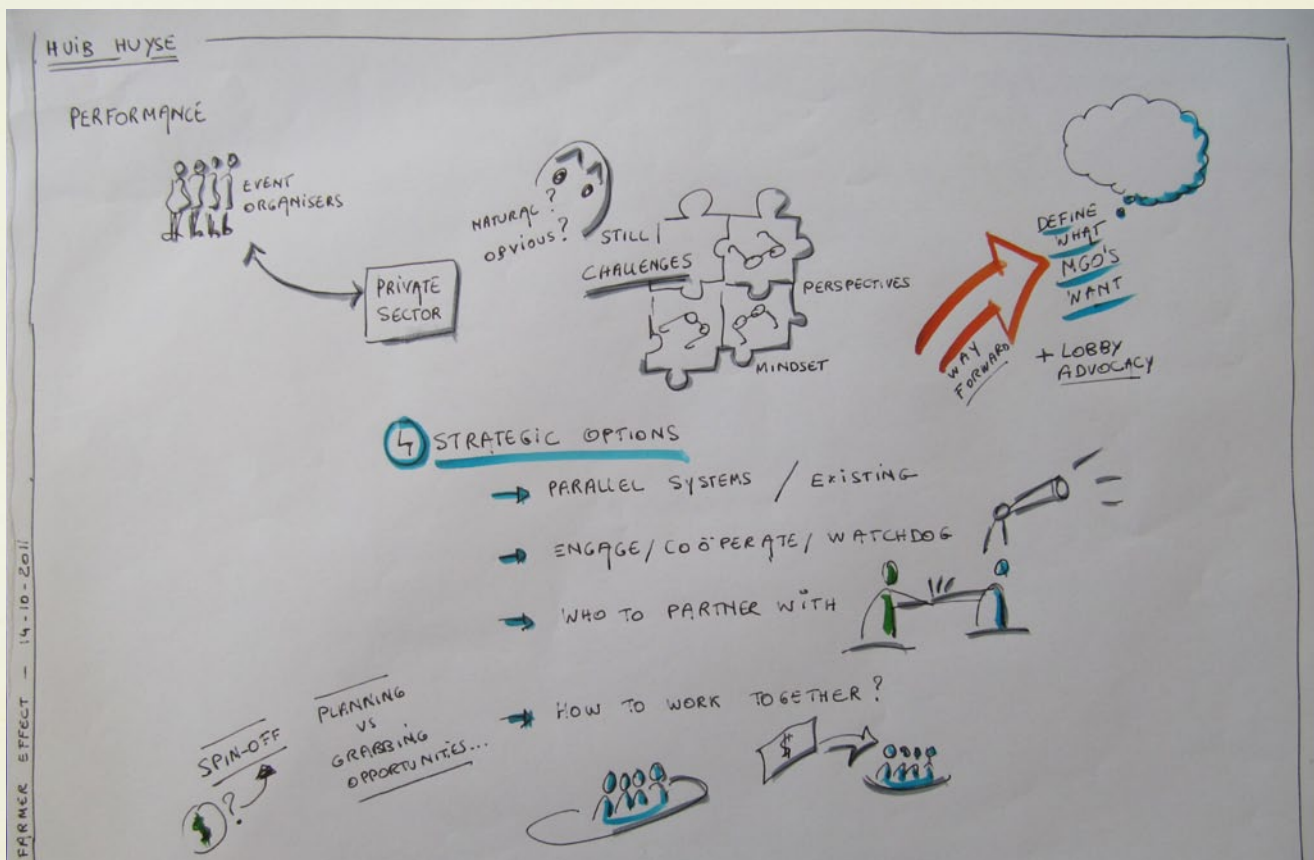 HUIB HUYSE
PERFORMANCE
EVENT
ORGANISERS
PRIVATE
SECTOR
NATURAL?
OBVIOUS?
STILL
CHALLENGES
PERSPECTIVES
MINDSET
WAY
FORWARD
DEFINE
WHAT
MGO'S
WANT
+ LOBBY
ADVOCACY
4 STRATEGIC OPTIONS
→ PARALLEL SYSTEMS / EXISTING
→ ENGAGE/COÖPERATE/WATCHDOG
→ WHO TO PARTNER WITH
→ HOW TO WORK TOGETHER?
$
SPIN-OFF
$?
PLANNING
VS
GRABBING
OPPORTUNITIES...
FARMER EFFECT - 14-10-2011